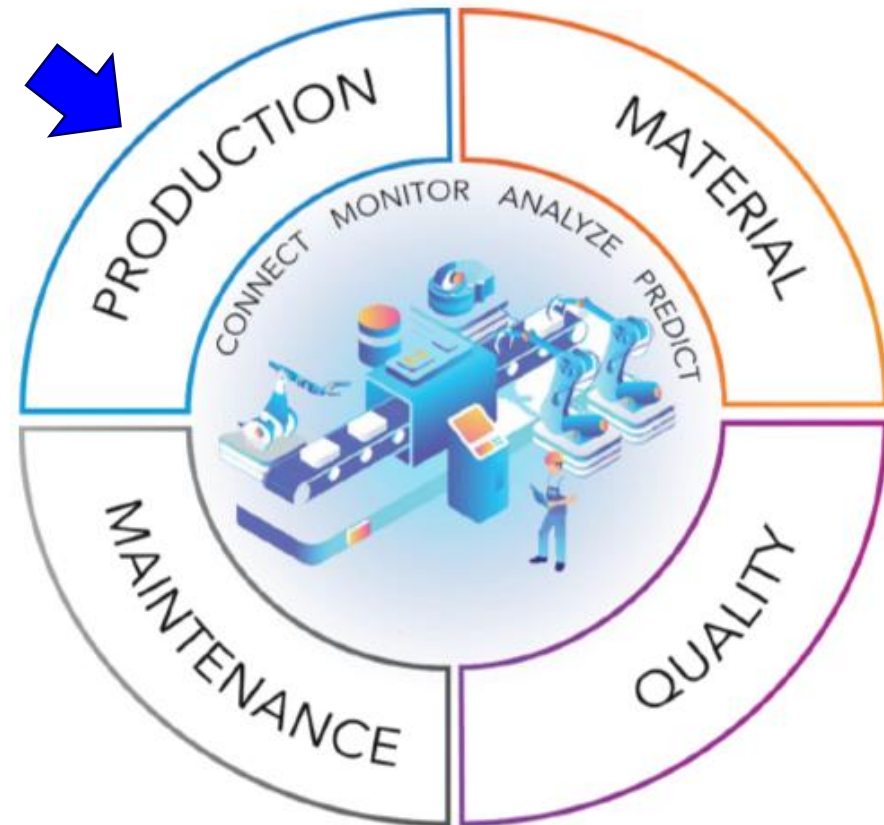 PRODUCTION
MATERIAL
CONNECT MONITOR ANALYZE PREDICT
MAINTENANCE
QUALITY